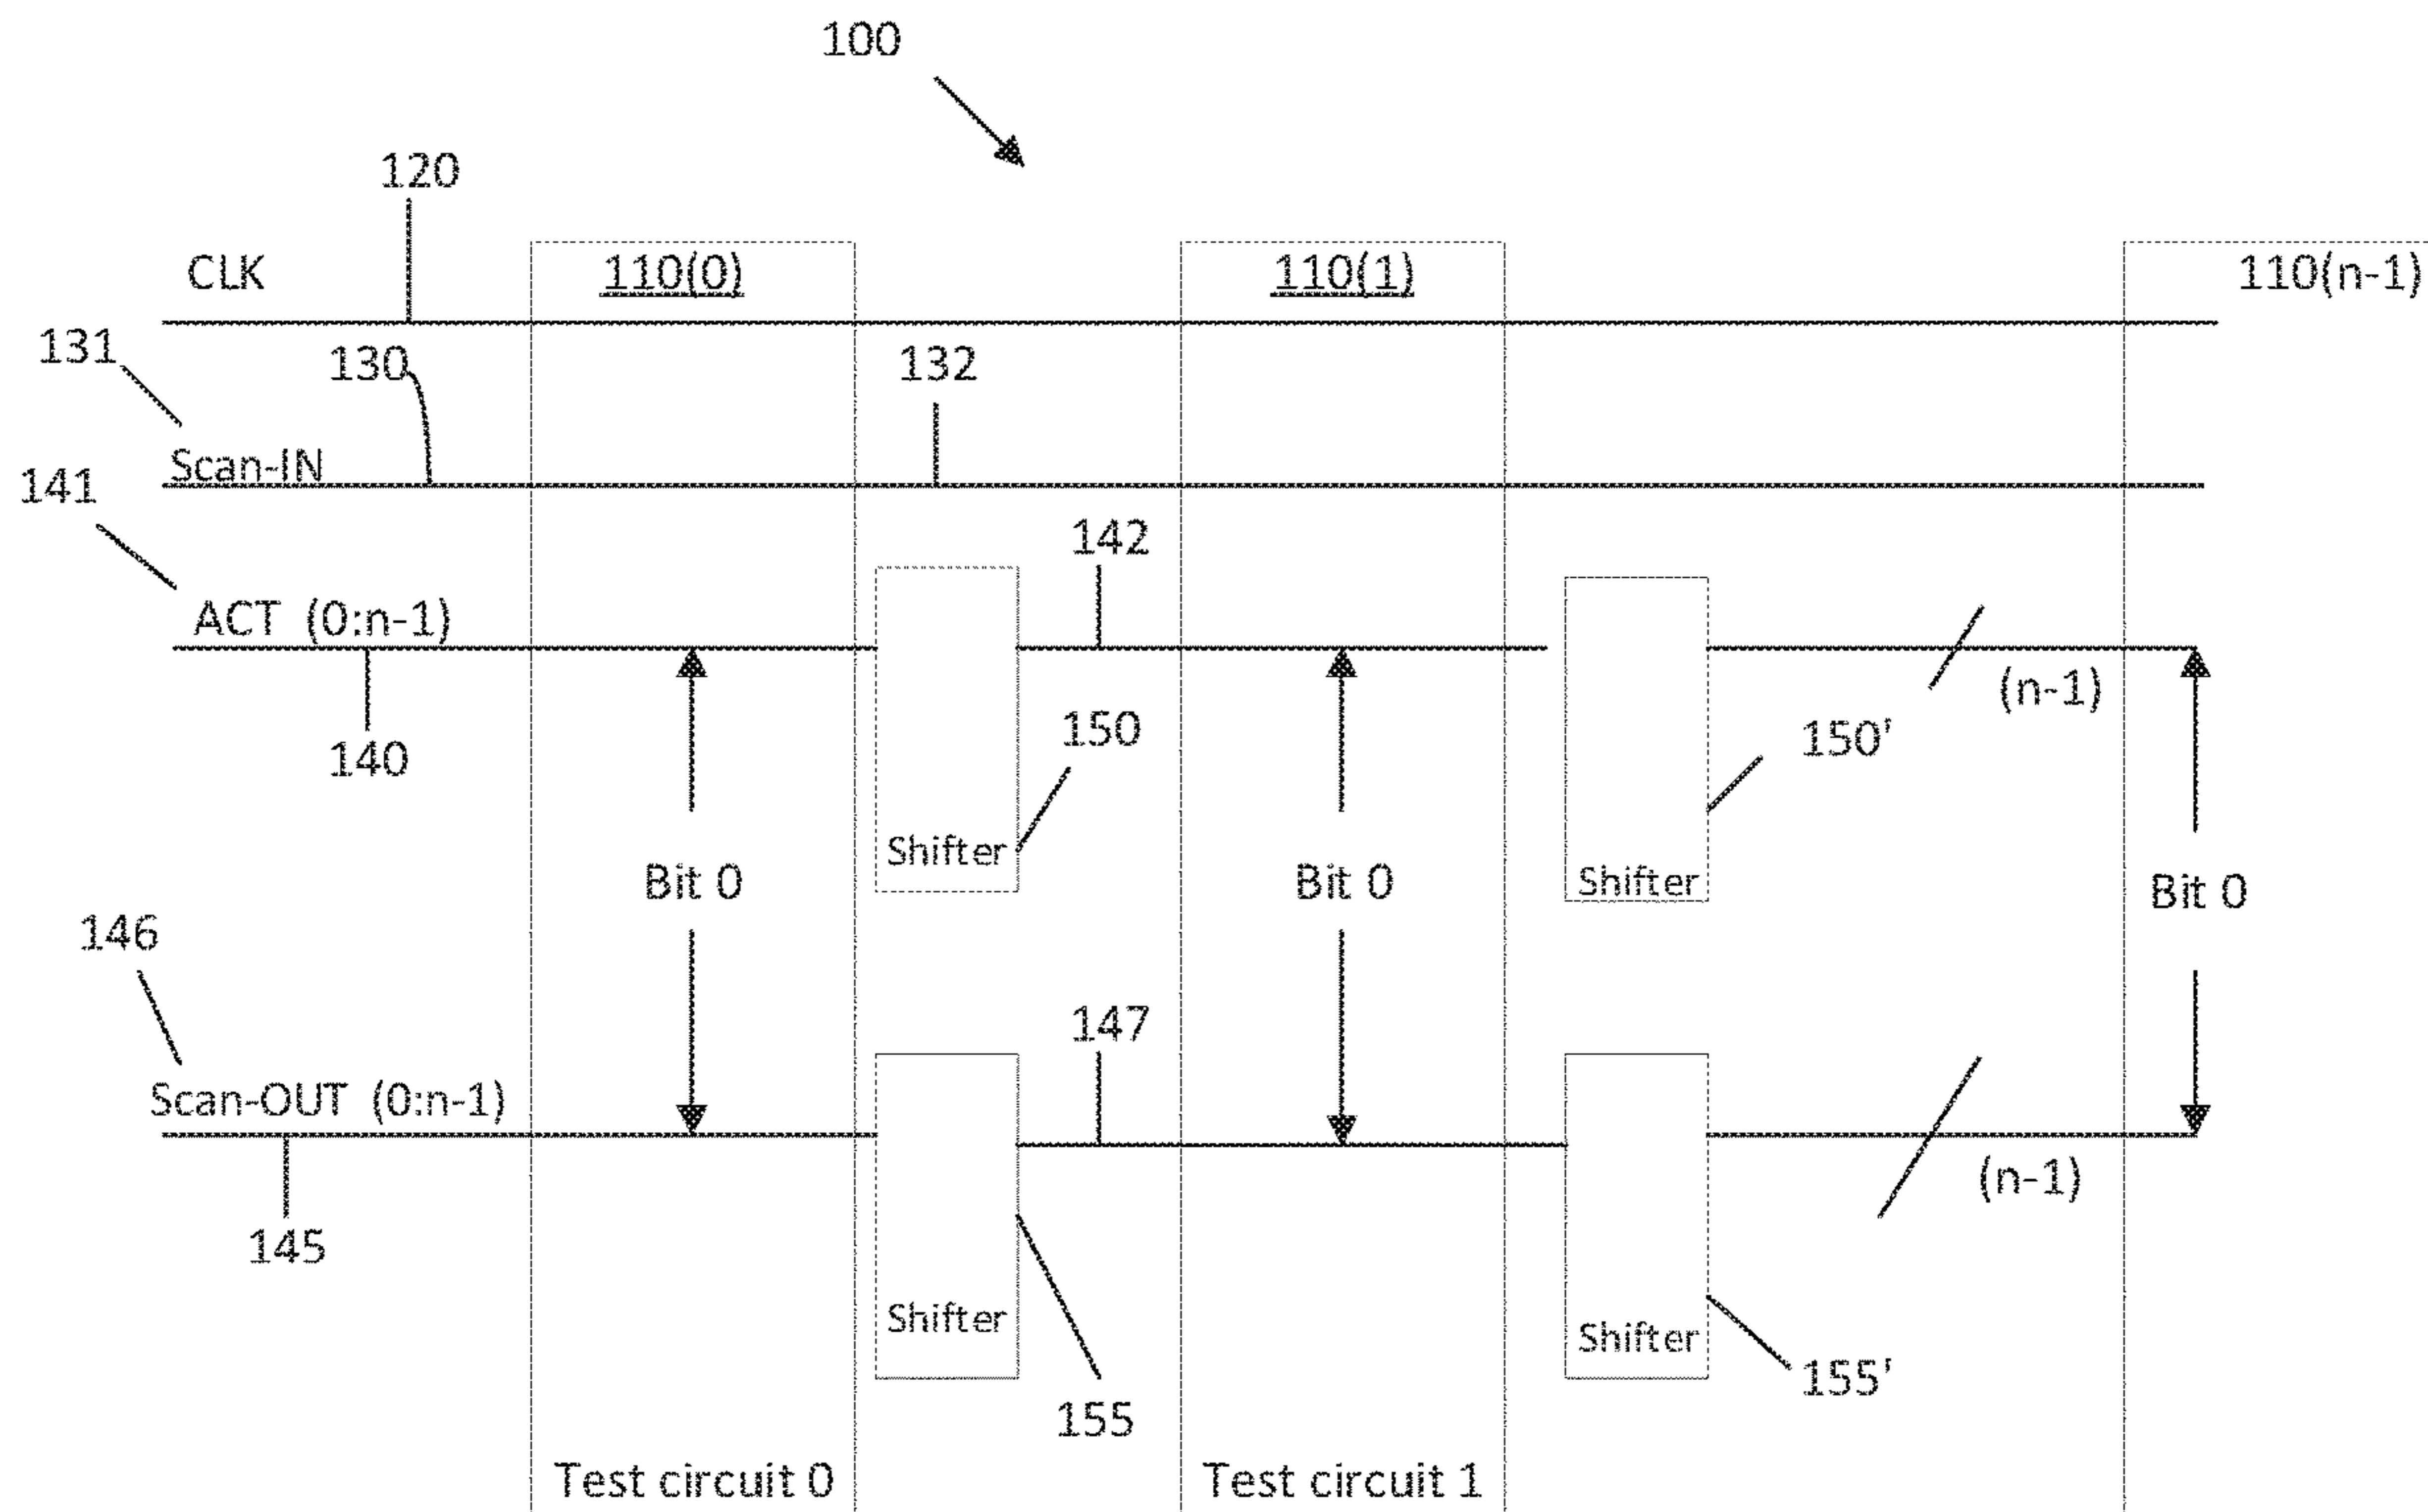 100
120
CLK
110(0)
110(1)
110(n-1)
131
130
132
Scan-IN
141
142
ACT (0:n-1)
(n-1)
140
150
150'
Shifter
Bit 0
Bit 0
Shifter
Bit 0
146
147
Scan-OUT (0:n-1)
(n-1)
145
Shifter
Shifter
155
155'
Test circuit 0
Test circuit 1